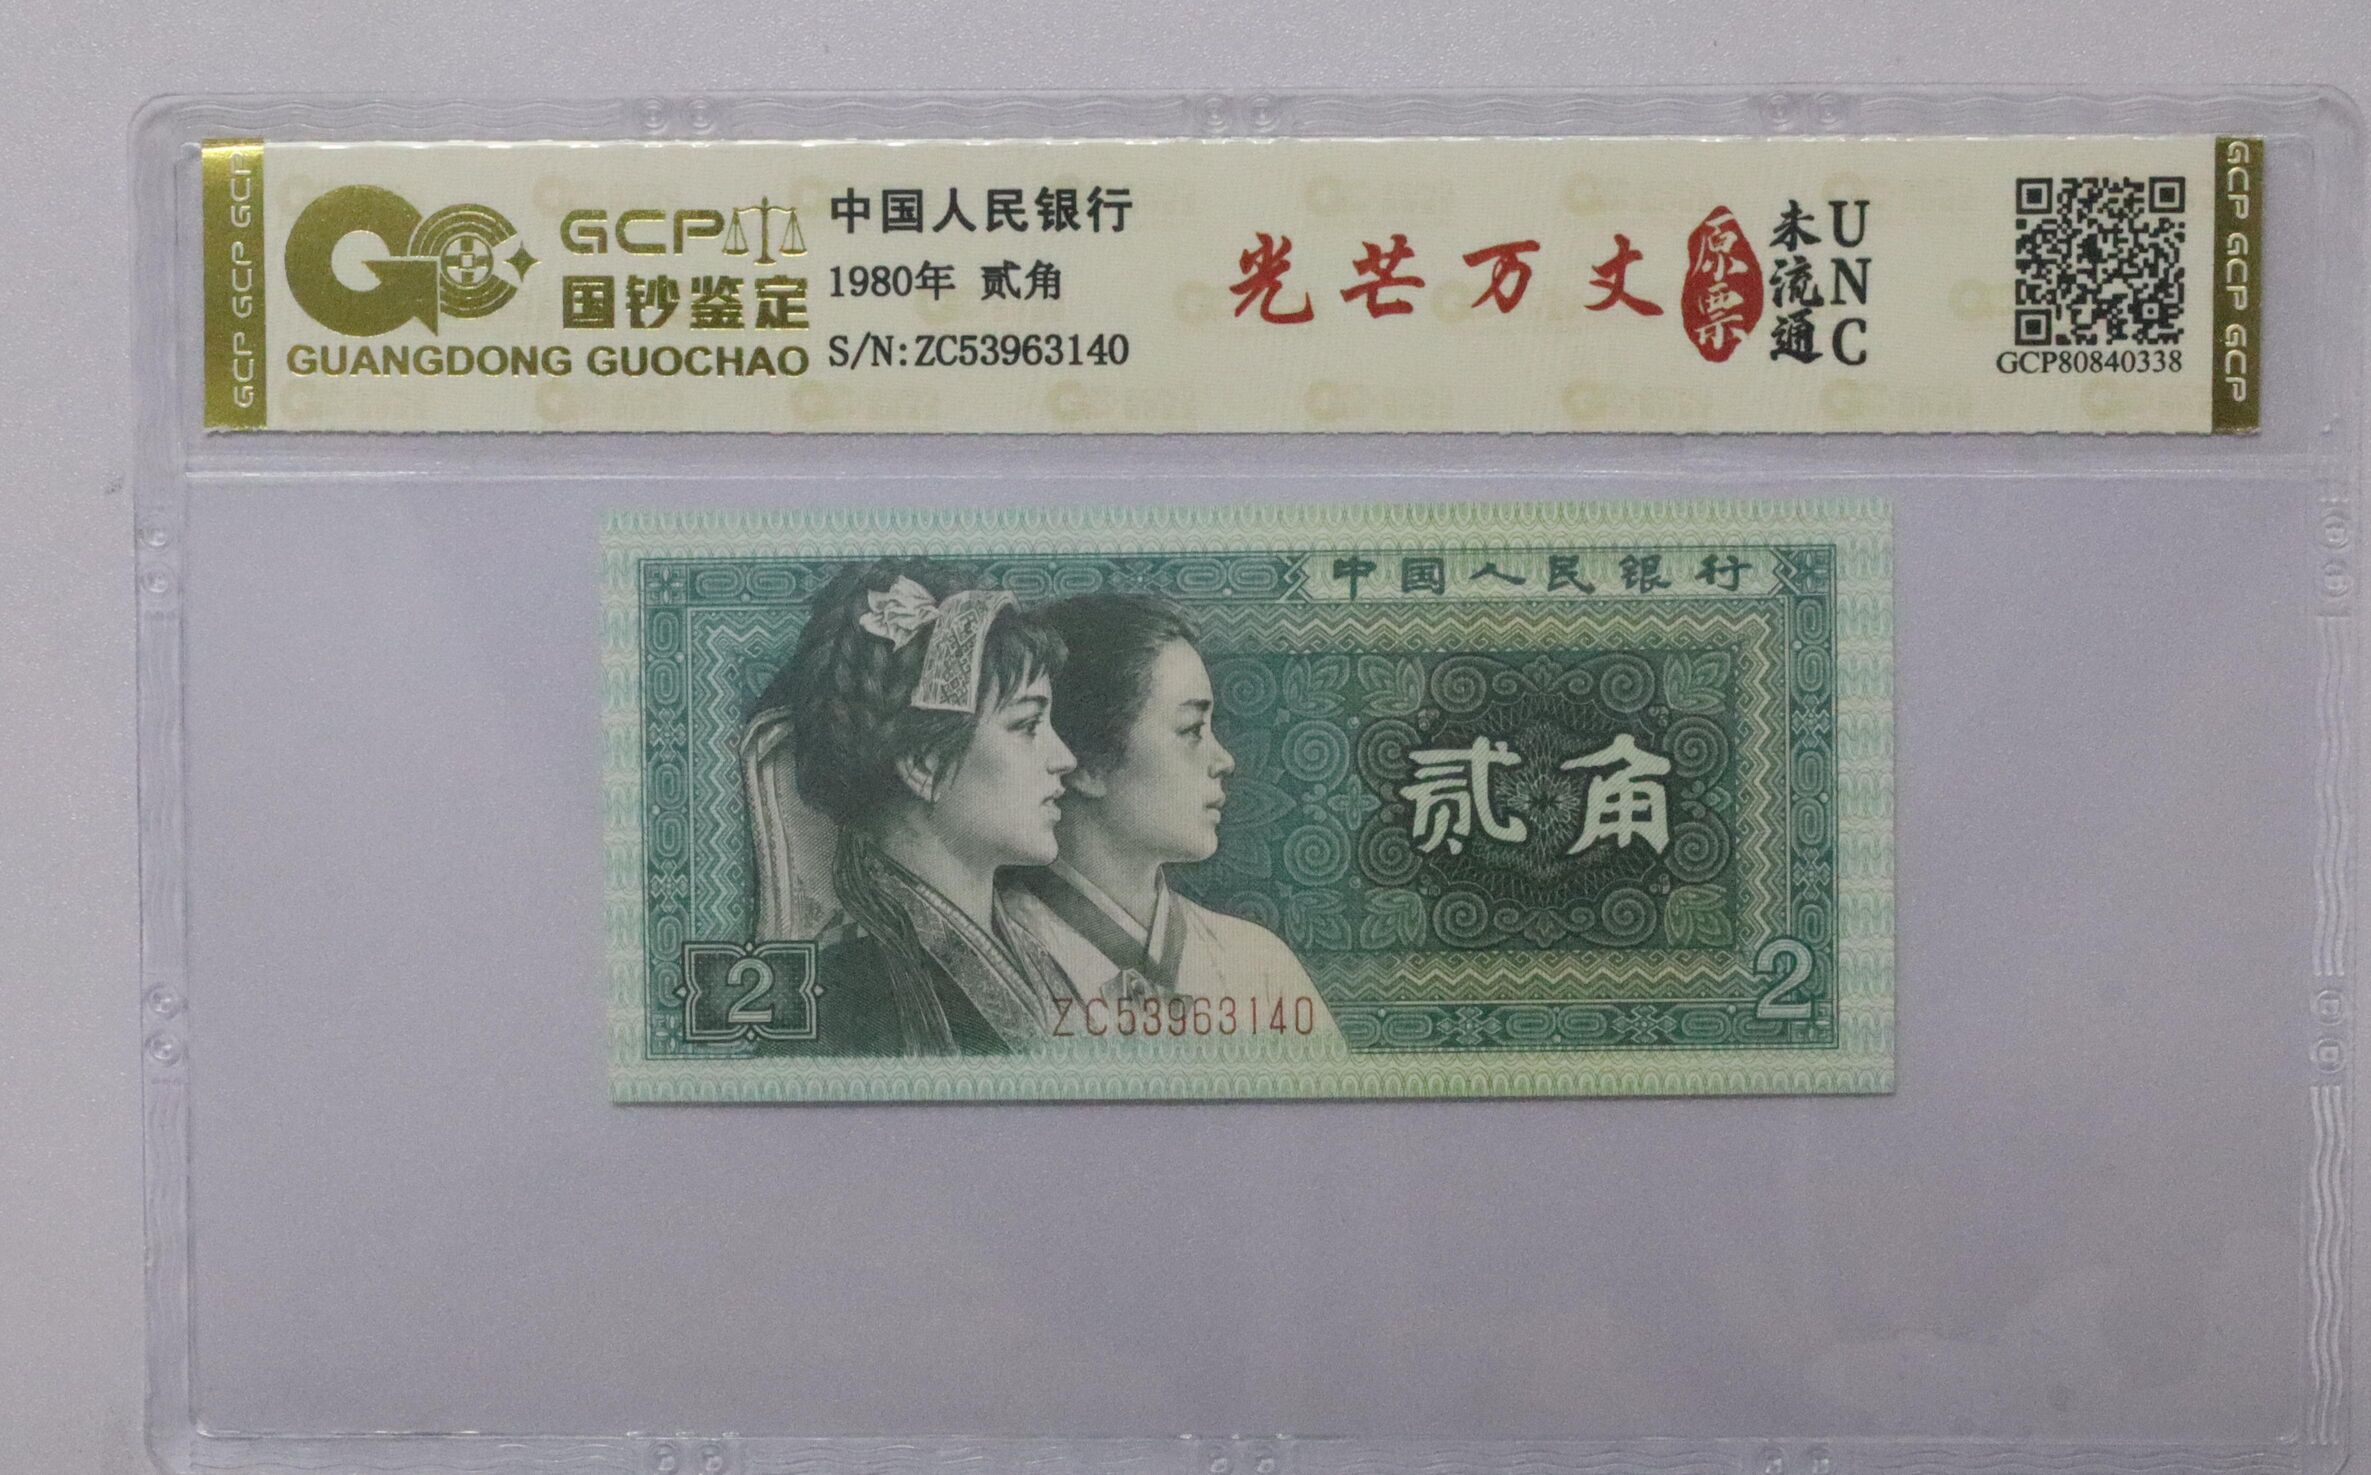 GCP GCP GCP
GCP
国钞鉴定
GUANGDONG GUOCHAO
中国人民银行
1980年 贰角
S/N:ZC53963140
光芒万丈
原票
未流通
UNC
GCP80840338
GCP GCP GCP
中国人民银行
贰角
2
2
ZC53963140